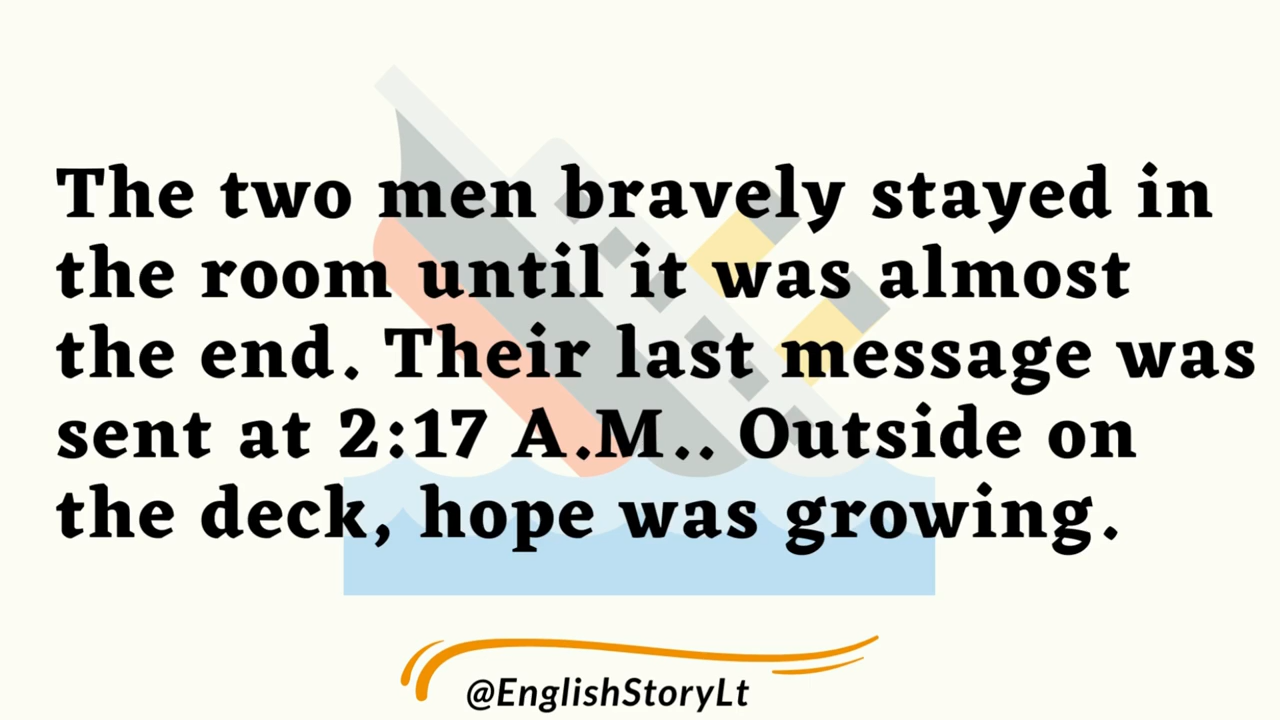 The two men bravely stayed in
the room until it was almost
the end. Their last message was
sent at 2:17 A.M.. Outside on
the deck, hope was growing.
@EnglishStoryLt